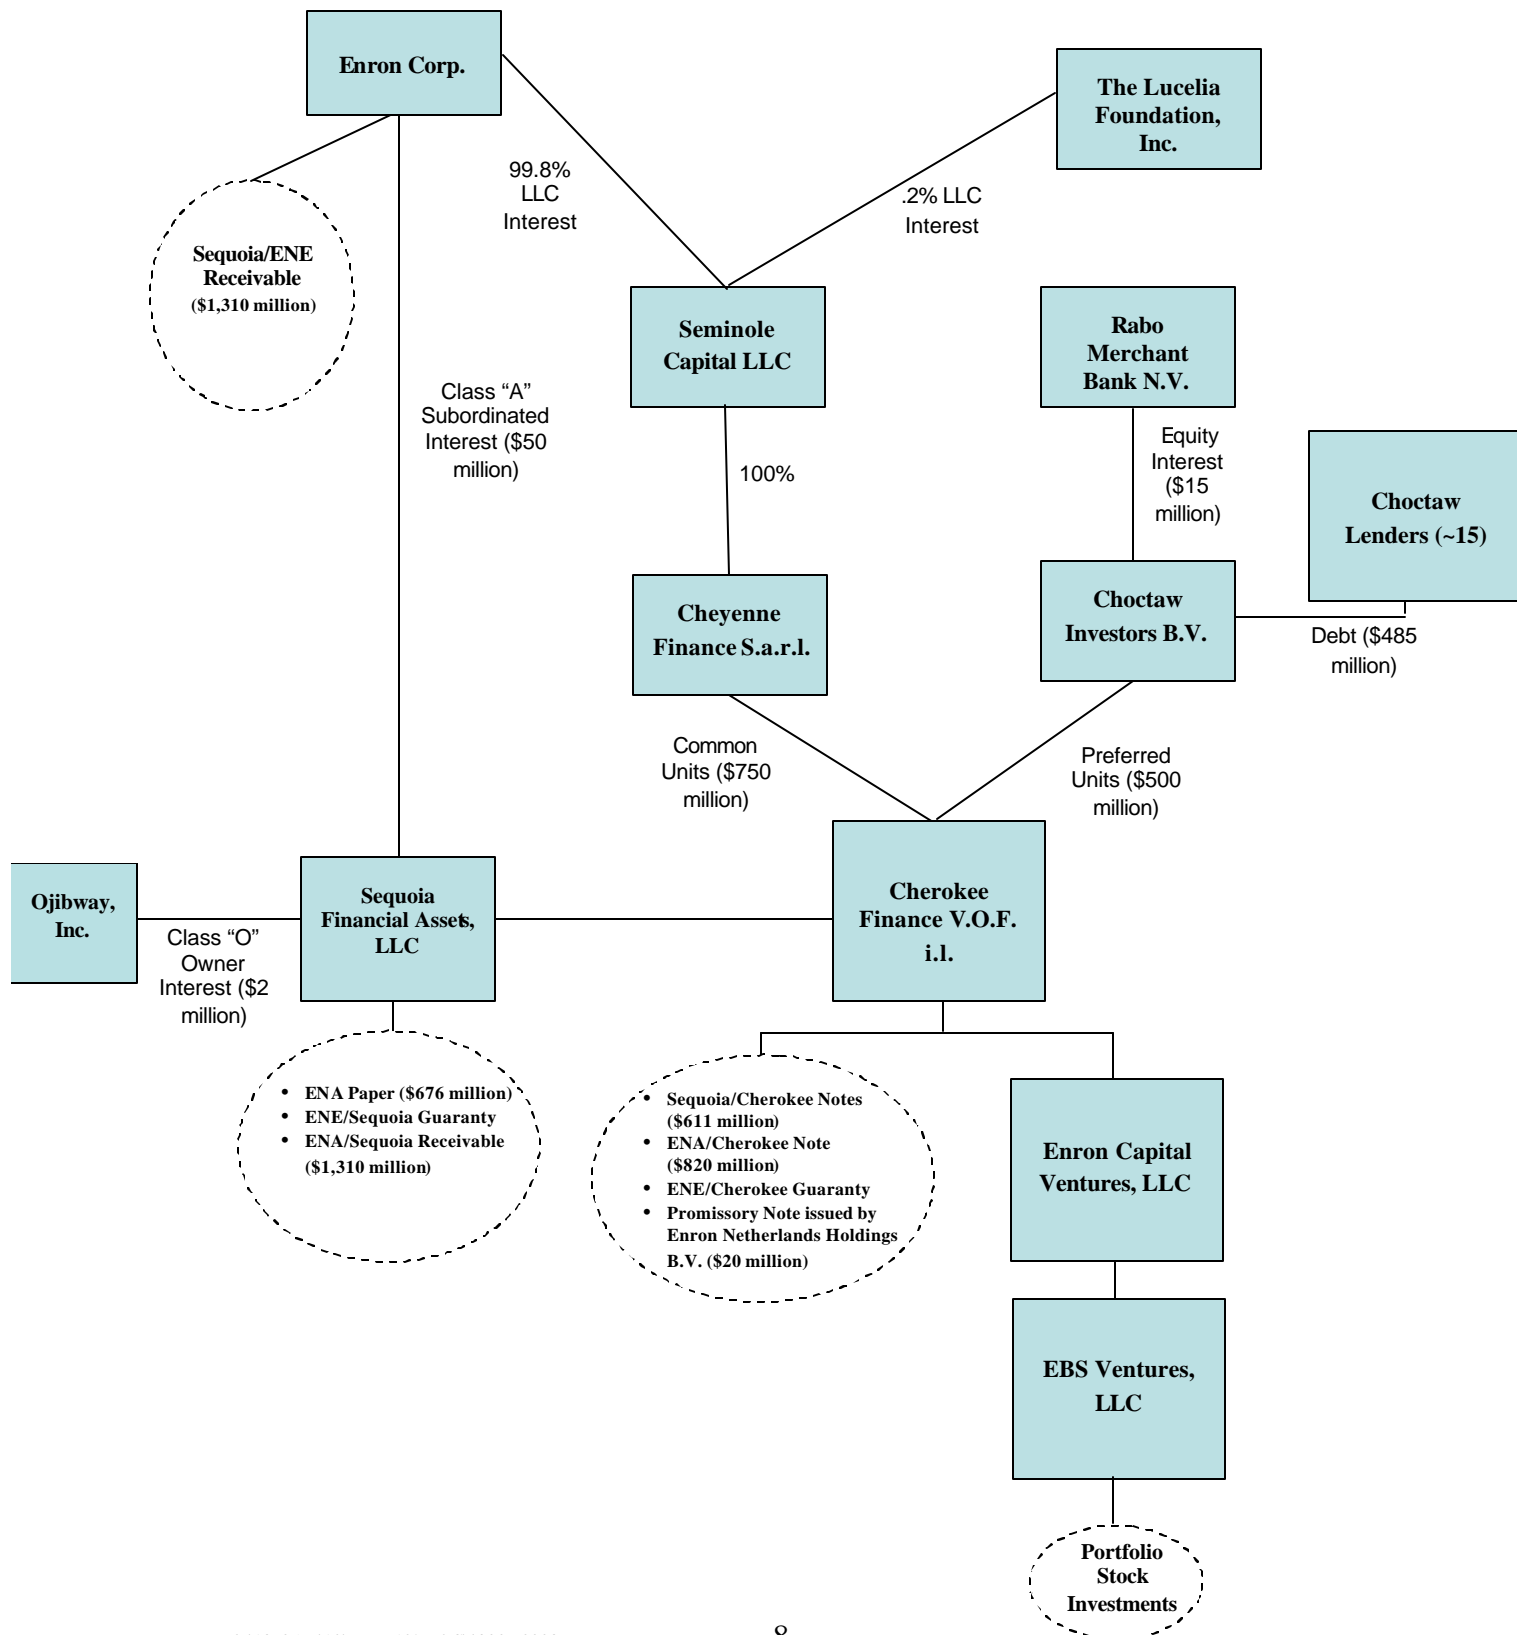 Enron Corp.
The Lucelia
Foundation,
Inc.
99.8%
LLC
Interest
.2% LLC
Interest
Sequoia/ENE
Receivable
($1,310 million)
Seminole
Capital LLC
Rabo
Merchant
Bank N.V.
Class “A”
Subordinated
Interest ($50
million)
100%
Equity
Interest
($15
million)
Choctaw
Lenders (~15)
Cheyenne
Finance S.a.r.l.
Choctaw
Investors B.V.
Debt ($485
million)
Common
Units ($750
million)
Preferred
Units ($500
million)
Ojibway,
Inc.
Class “O”
Owner
Interest ($2
million)
Sequoia
Financial Assets,
LLC
Cherokee
Finance V.O.F.
i.l.
• ENA Paper ($676 million)
• ENE/Sequoia Guaranty
• ENA/Sequoia Receivable
($1,310 million)
• Sequoia/Cherokee Notes
($611 million)
• ENA/Cherokee Note
($820 million)
• ENE/Cherokee Guaranty
• Promissory Note issued by
Enron Netherlands Holdings
B.V. ($20 million)
Enron Capital
Ventures, LLC
EBS Ventures,
LLC
Portfolio
Stock
Investments
8